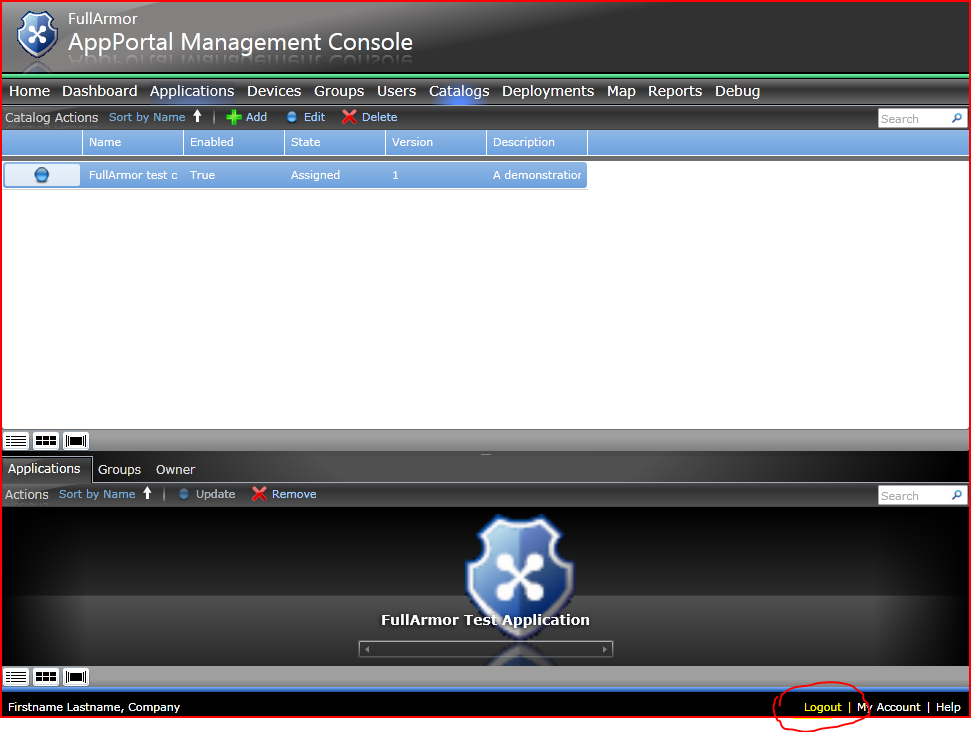 FullArmor
AppPortal Management Console
Home Dashboard Applications Devices Groups Users Catalogs Deployments Map Reports Debug
Catalog Actions Sort by Name | Add Edit Delete Search
Name Enabled State Version Description
FullArmor test c True Assigned 1 A demonstration
Applications Groups Owner
Actions Sort by Name | Update Remove Search
FullArmor Test Application
Firstname Lastname, Company Logout | My Account | Help